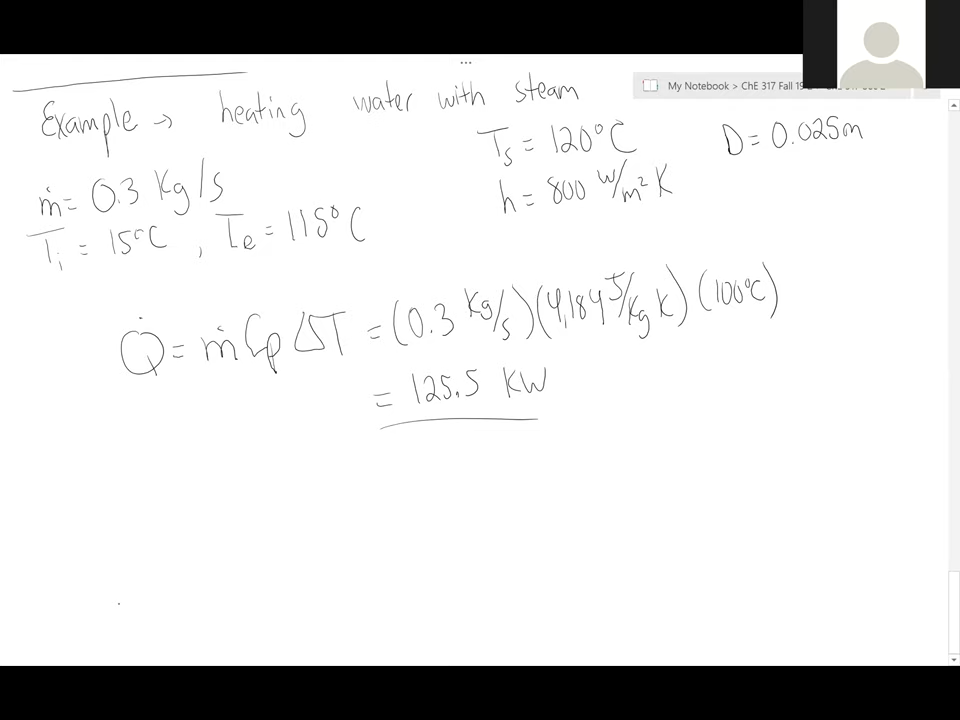 My Notebook > ChE 317 Fall 19
Example → heating water with steam
ṁ = 0.3 Kg/s
Ti = 15°C , Te = 115°C
Ts = 120°C
h = 800 W/m² K
D = 0.025m
Q̇ = ṁ Cp ΔT = (0.3 Kg/s)(4,184 J/Kg K)(100°C)
= 125.5 KW